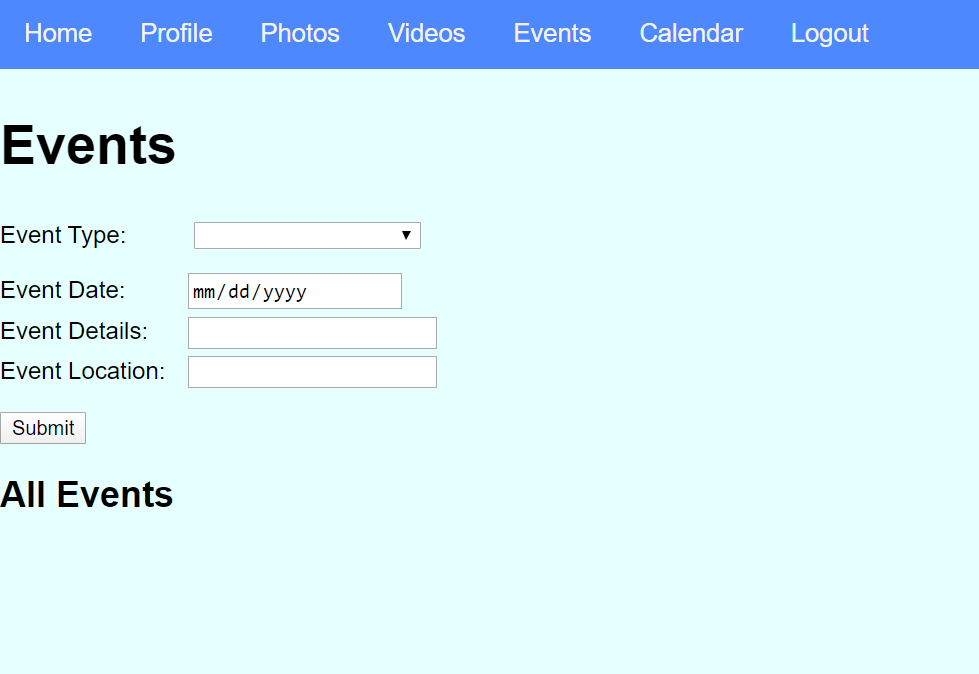 Home Profile Photos Videos Events Calendar Logout
Events
Event Type:
Event Date: mm/dd/yyyy
Event Details:
Event Location:
Submit
All Events